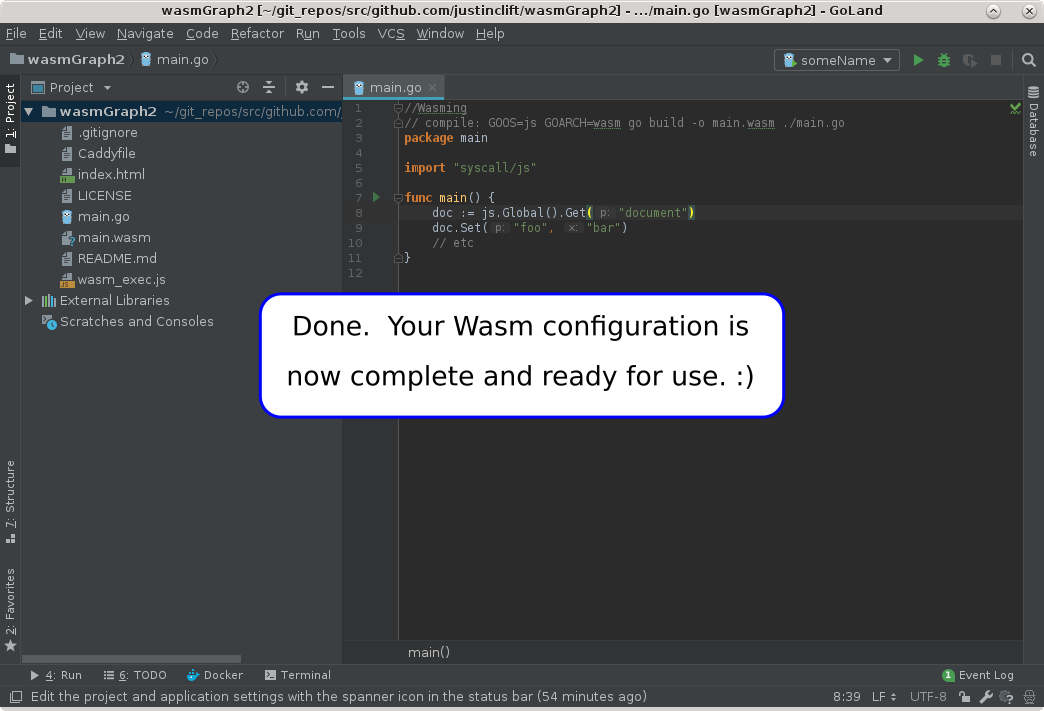 wasmGraph2 [~/git_repos/src/github.com/justinclift/wasmGraph2] - .../main.go [wasmGraph2] - GoLand
File Edit View Navigate Code Refactor Run Tools VCS Window Help
wasmGraph2 main.go someName
1: Project
Project
main.go
wasmGraph2 ~/git_repos/src/github.com/
.gitignore
Caddyfile
index.html
LICENSE
main.go
main.wasm
README.md
wasm_exec.js
External Libraries
Scratches and Consoles
1 //Wasming
2 // compile: GOOS=js GOARCH=wasm go build -o main.wasm ./main.go
3 package main
4
5 import "syscall/js"
6
7 func main() {
8 doc := js.Global().Get( p: "document")
9 doc.Set( p: "foo", x: "bar")
10 // etc
11 }
12
Database
Done. Your Wasm configuration is
now complete and ready for use. :)
7: Structure
2: Favorites
main()
4: Run 6: TODO Docker Terminal 1 Event Log
Edit the project and application settings with the spanner icon in the status bar (54 minutes ago) 8:39 LF UTF-8